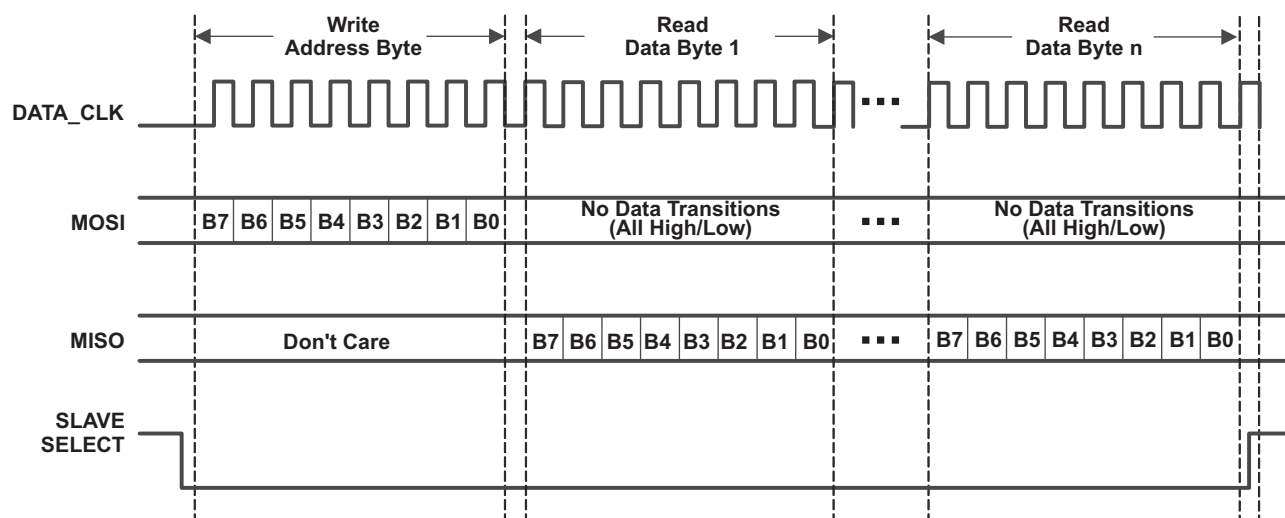 Write
Address Byte
Read
Data Byte 1
Read
Data Byte n
DATA_CLK
MOSI
B7 B6 B5 B4 B3 B2 B1 B0
No Data Transitions
(All High/Low)
No Data Transitions
(All High/Low)
MISO
Don't Care
B7 B6 B5 B4 B3 B2 B1 B0
B7 B6 B5 B4 B3 B2 B1 B0
SLAVE
SELECT